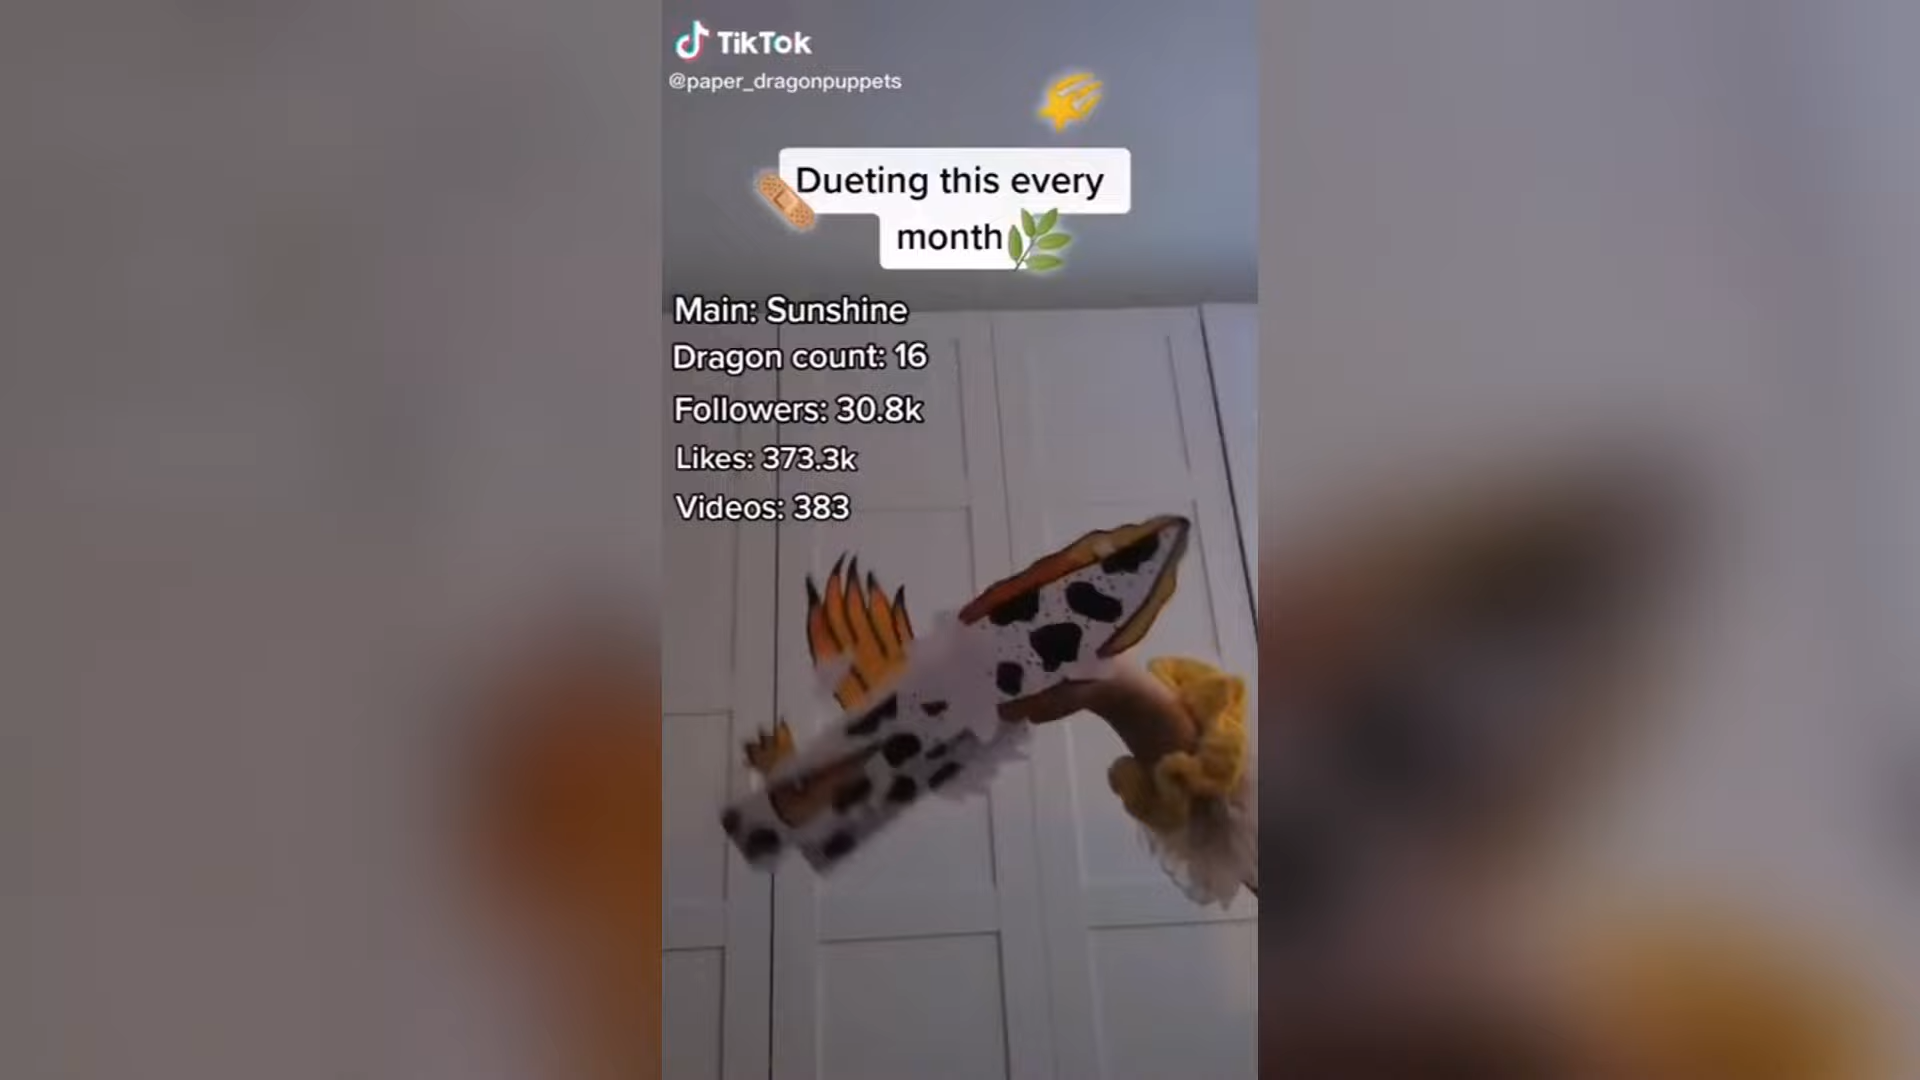 TikTok
@paper_dragonpuppets
Dueting this every
month
Main: Sunshine
Dragon count: 16
Followers: 30.8k
Likes: 373.3k
Videos: 383